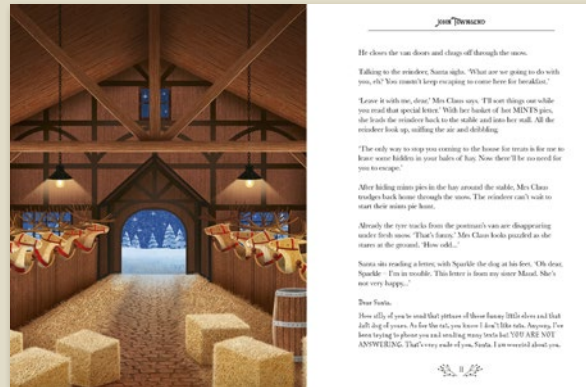 JOHN TOWNSEND
He closes the van doors and chugs off through the snow.
Talking to the reindeer, Santa sighs. 'What are we going to do with
you, eh? You mustn't keep escaping to come here for breakfast.'
'Leave it with me, dear,' Mrs Claus says. 'I'll sort things out while
you read that special letter.' With her basket of hot MINTS pies,
she leads the reindeer back to the stable and into her stall. All the
reindeer look up, sniffing the air and dribbling.
'The only way to stop you coming to the house for treats is for me to
leave some hidden in your bales of hay. Now there'll be no need for
you to escape.'
After hiding mints pies in the hay around the stable, Mrs Claus
trudges back home through the snow. The reindeer can't wait to
start their mints pie hunt.
Already the tyre tracks from the postman's van are disappearing
under fresh snow. 'That's funny.' Mrs Claus looks puzzled as she
stares at the ground. 'How odd...'
Santa sits reading a letter, with Sparkle the dog at his feet. 'Oh dear,
Sparkle – I'm in trouble. This letter is from my sister Maud. She's
not very happy...'
Dear Santa,
How silly of you to send that picture of those funny little elves and that
daft dog of yours. As for the cat, you know I don't like cats. Anyway, I've
been trying to phone you and sending many texts but YOU ARE NOT
ANSWERING. That's very rude of you, Santa. I am worried about you.